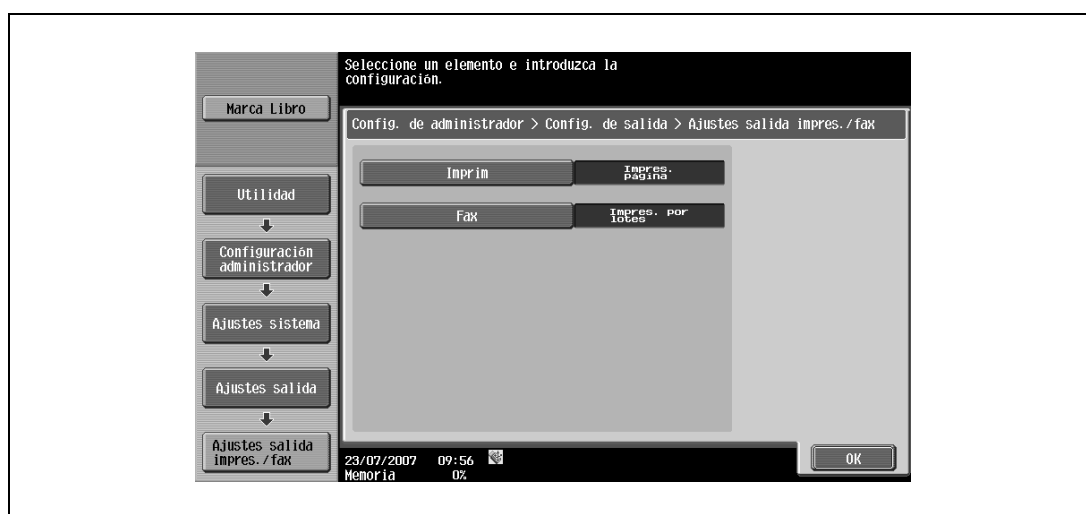 Seleccione un elemento e introduzca la
configuración.
Marca Libro
Config. de administrador > Config. de salida > Ajustes salida impres./fax
Imprim
Impres.
página
Fax
Impres. por
lotes
Utilidad
Configuración
administrador
Ajustes sistema
Ajustes salida
Ajustes salida
impres./fax
23/07/2007 09:56
Memoria 0%
OK